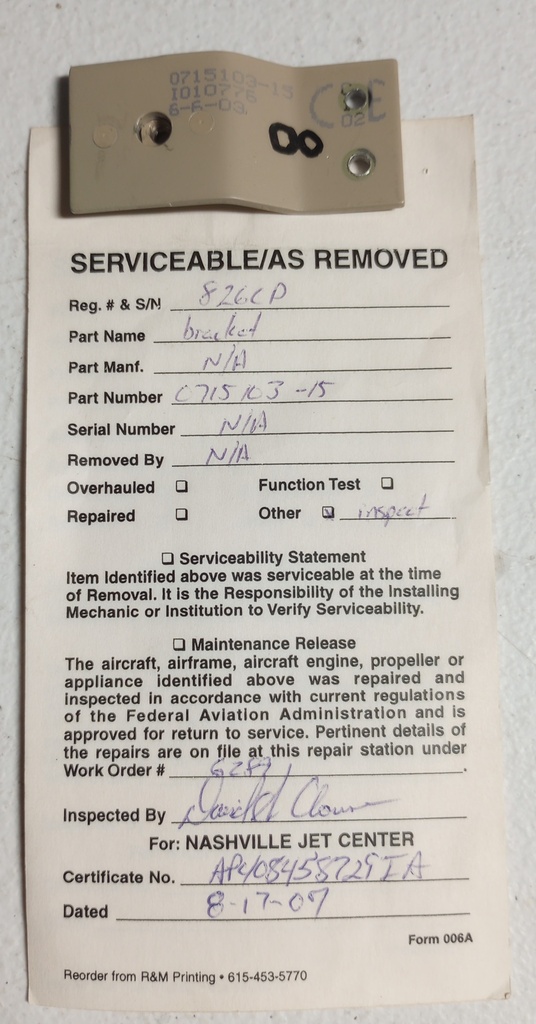 0715103-15
I010776
6-6-03
CE
02
SERVICEABLE/AS REMOVED
Reg. # & S/N 826CP
Part Name bracket
Part Manf. N/A
Part Number 0715103-15
Serial Number N/A
Removed By N/A
Overhauled Function Test
Repaired Other inspect
Serviceability Statement
Item Identified above was serviceable at the time
of Removal. It is the Responsibility of the Installing
Mechanic or Institution to Verify Serviceability.
Maintenance Release
The aircraft, airframe, aircraft engine, propeller or
appliance identified above was repaired and
inspected in accordance with current regulations
of the Federal Aviation Administration and is
approved for return to service. Pertinent details of
the repairs are on file at this repair station under
Work Order # 6289.
Inspected By David
For: NASHVILLE JET CENTER
Certificate No.
Dated 8-17-07
Form 006A
Reorder from R&M Printing • 615-453-5770